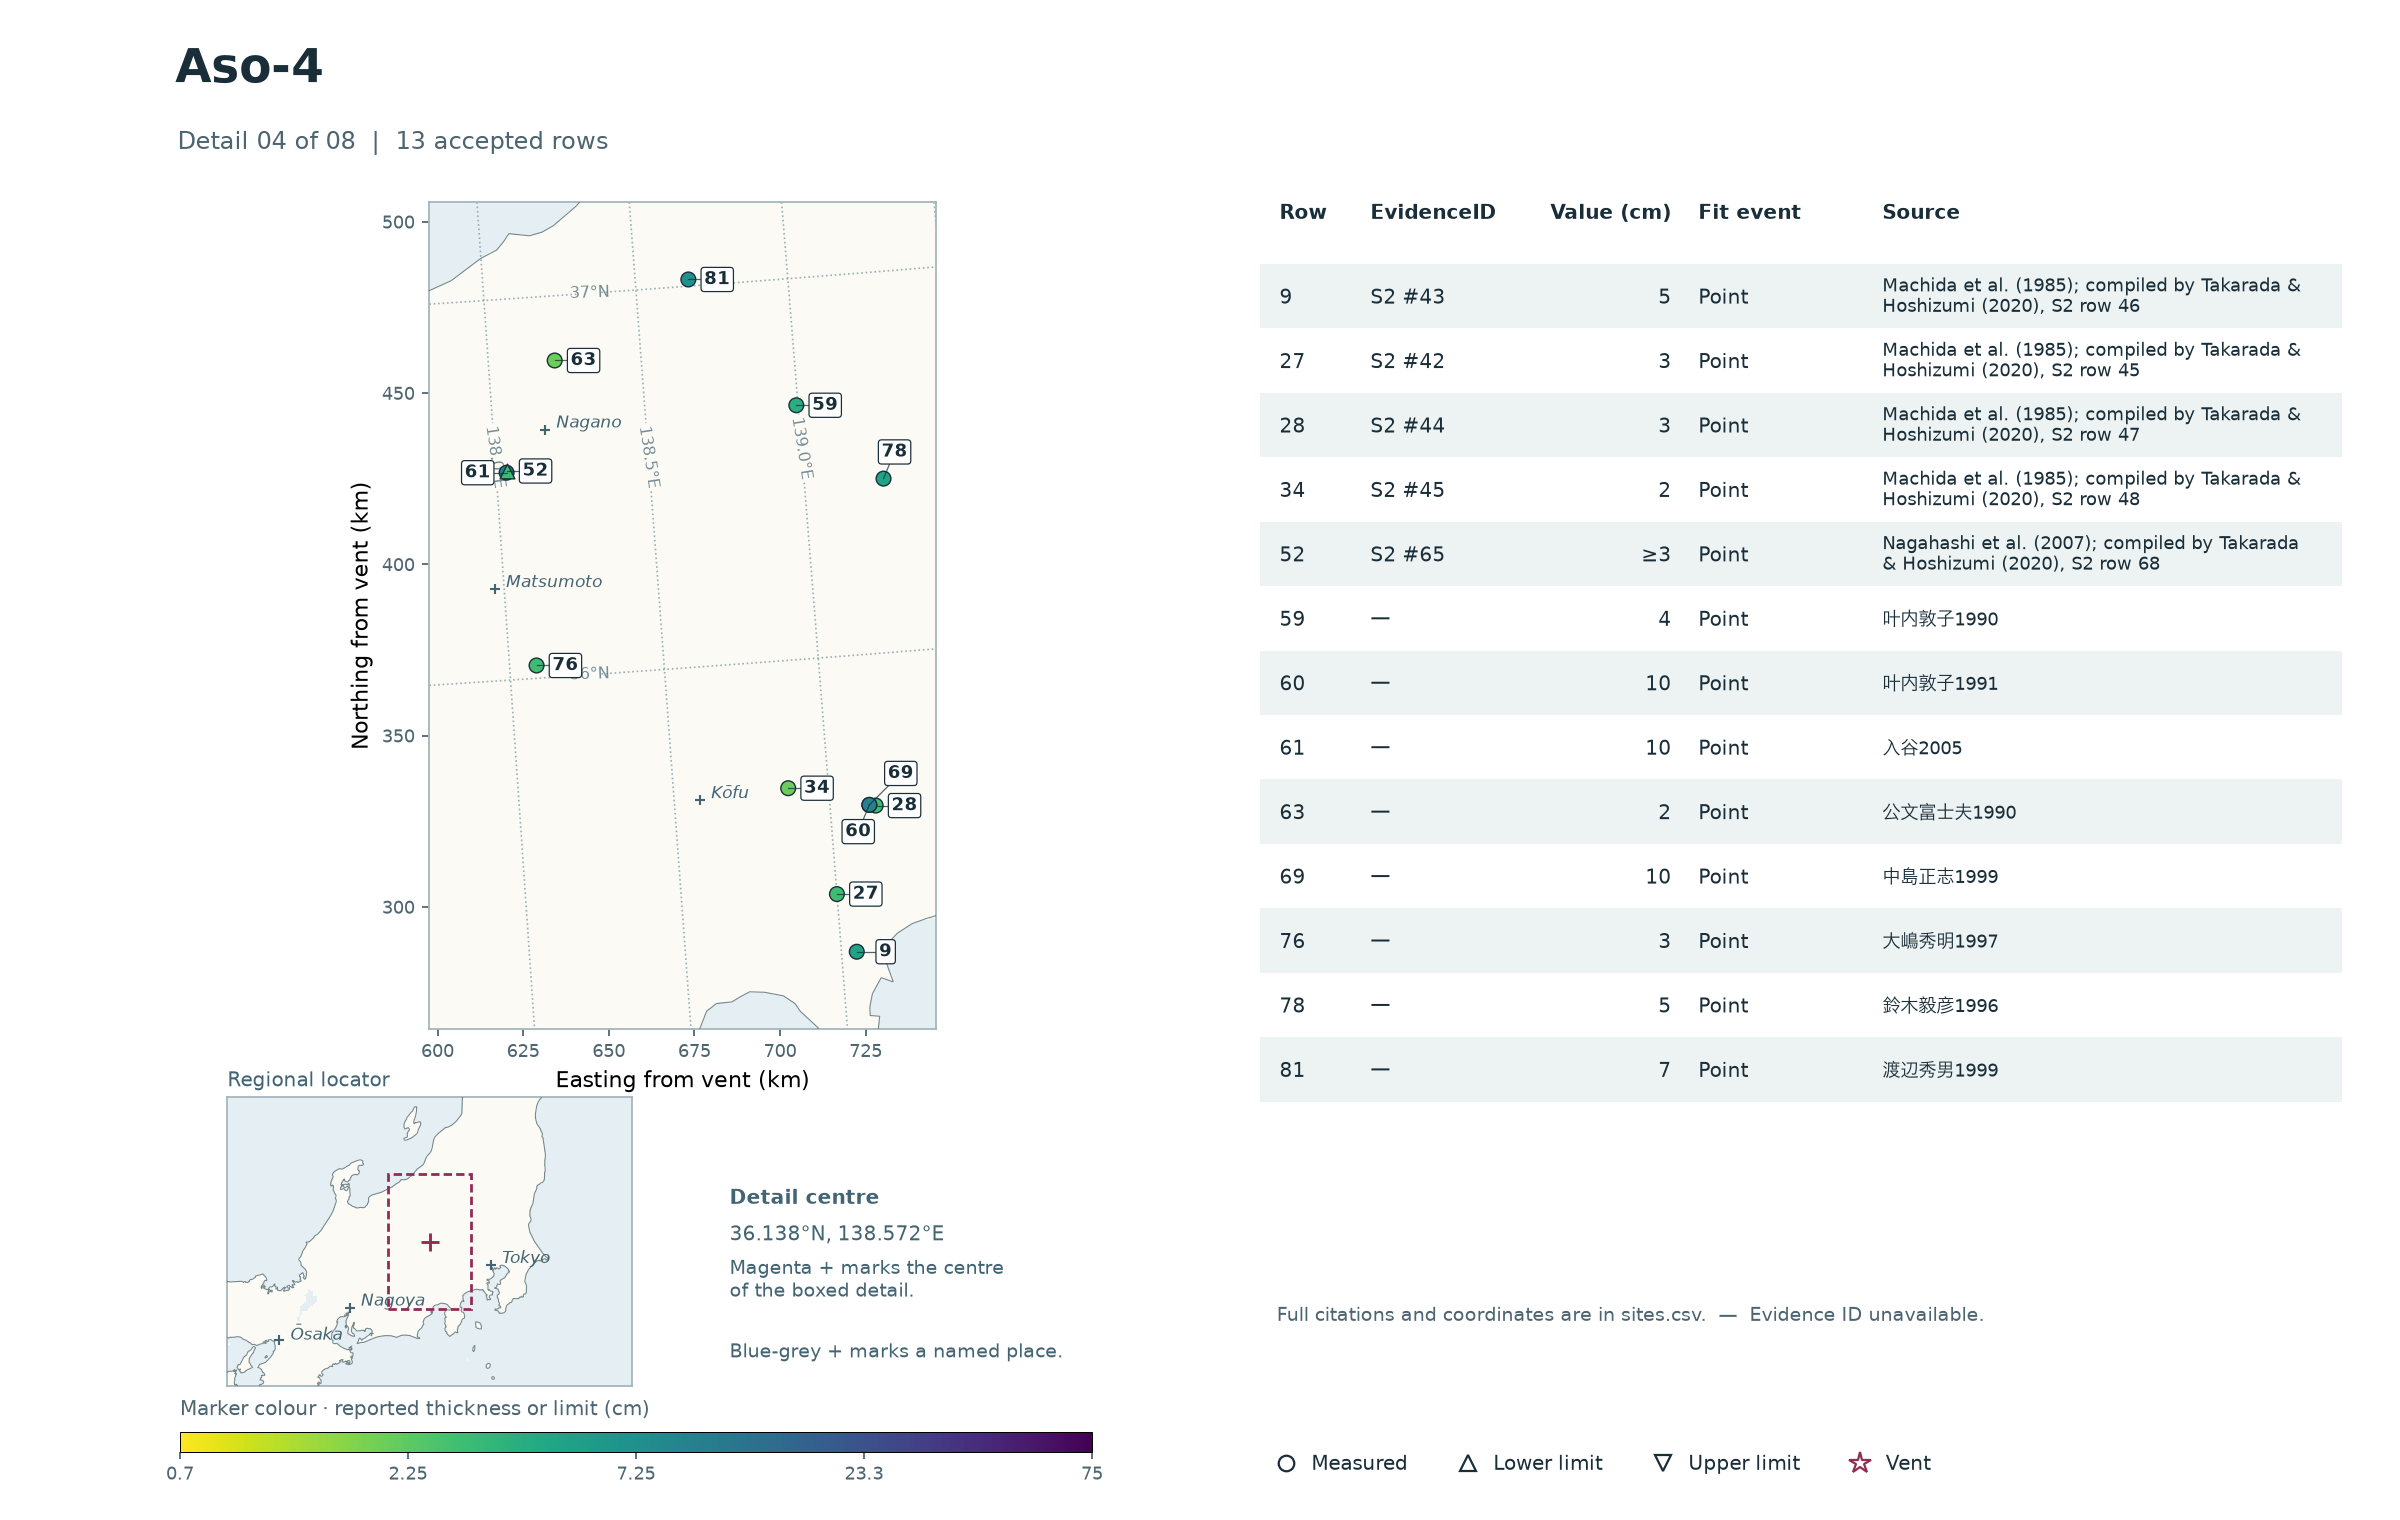 Aso-4
Detail 04 of 08 | 13 accepted rows
500
450
400
350
300
Northing from vent (km)
600
625
650
675
700
725
Easting from vent (km)
37°N
81
63
59
Nagano
138.5°E
139.0°E
78
61
52
Matsumoto
76
Kōfu
34
69
28
60
27
9
Regional locator
Tokyo
Nagoya
Ōsaka
Detail centre
36.138°N, 138.572°E
Magenta + marks the centre
of the boxed detail.
Blue-grey + marks a named place.
Marker colour · reported thickness or limit (cm)
0.7
2.25
7.25
23.3
75
Row EvidenceID Value (cm) Fit event Source
9 S2 #43 5 Point Machida et al. (1985); compiled by Takarada &
Hoshizumi (2020), S2 row 46
27 S2 #42 3 Point Machida et al. (1985); compiled by Takarada &
Hoshizumi (2020), S2 row 45
28 S2 #44 3 Point Machida et al. (1985); compiled by Takarada &
Hoshizumi (2020), S2 row 47
34 S2 #45 2 Point Machida et al. (1985); compiled by Takarada &
Hoshizumi (2020), S2 row 48
52 S2 #65 ≥3 Point Nagahashi et al. (2007); compiled by Takarada
& Hoshizumi (2020), S2 row 68
59 — 4 Point 叶内敦子1990
60 — 10 Point 叶内敦子1991
61 — 10 Point 入谷2005
63 — 2 Point 公文富士夫1990
69 — 10 Point 中島正志1999
76 — 3 Point 大嶋秀明1997
78 — 5 Point 鈴木毅彦1996
81 — 7 Point 渡辺秀男1999
Full citations and coordinates are in sites.csv. — Evidence ID unavailable.
Measured
Lower limit
Upper limit
Vent